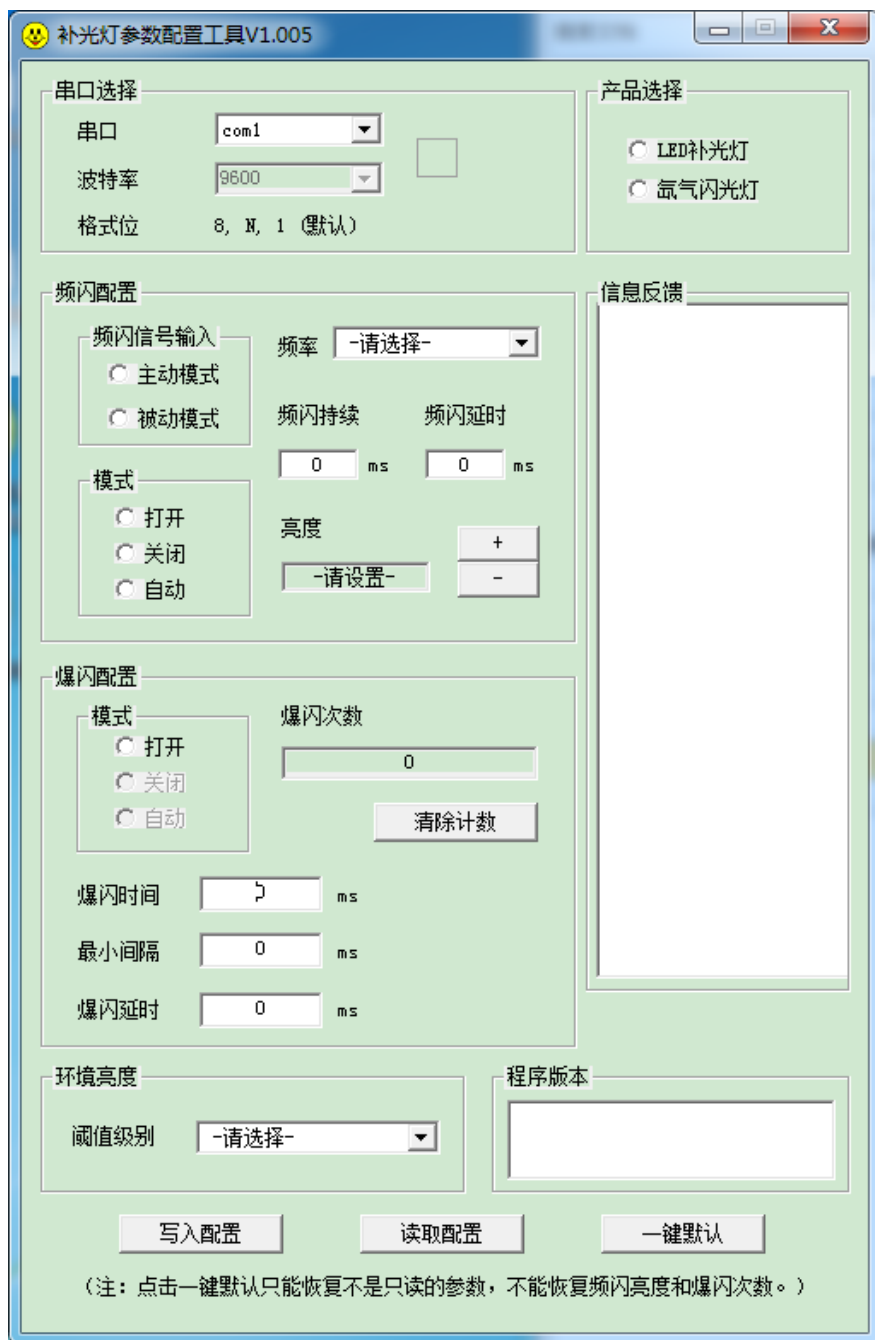 补光灯参数配置工具V1.005
串口选择
串口 com1
波特率 9600
格式位 8, N, 1 (默认)
产品选择
LED补光灯
氙气闪光灯
频闪配置
频闪信号输入
主动模式
被动模式
频率 -请选择-
频闪持续 频闪延时
0 ms 0 ms
模式
打开
关闭
自动
亮度
-请设置-
+
-
信息反馈
爆闪配置
模式
打开
关闭
自动
爆闪次数
0
清除计数
爆闪时间 ms
最小间隔 0 ms
爆闪延时 0 ms
环境亮度
阈值级别 -请选择-
程序版本
写入配置 读取配置 一键默认
(注: 点击一键默认只能恢复不是只读的参数, 不能恢复频闪亮度和爆闪次数。)